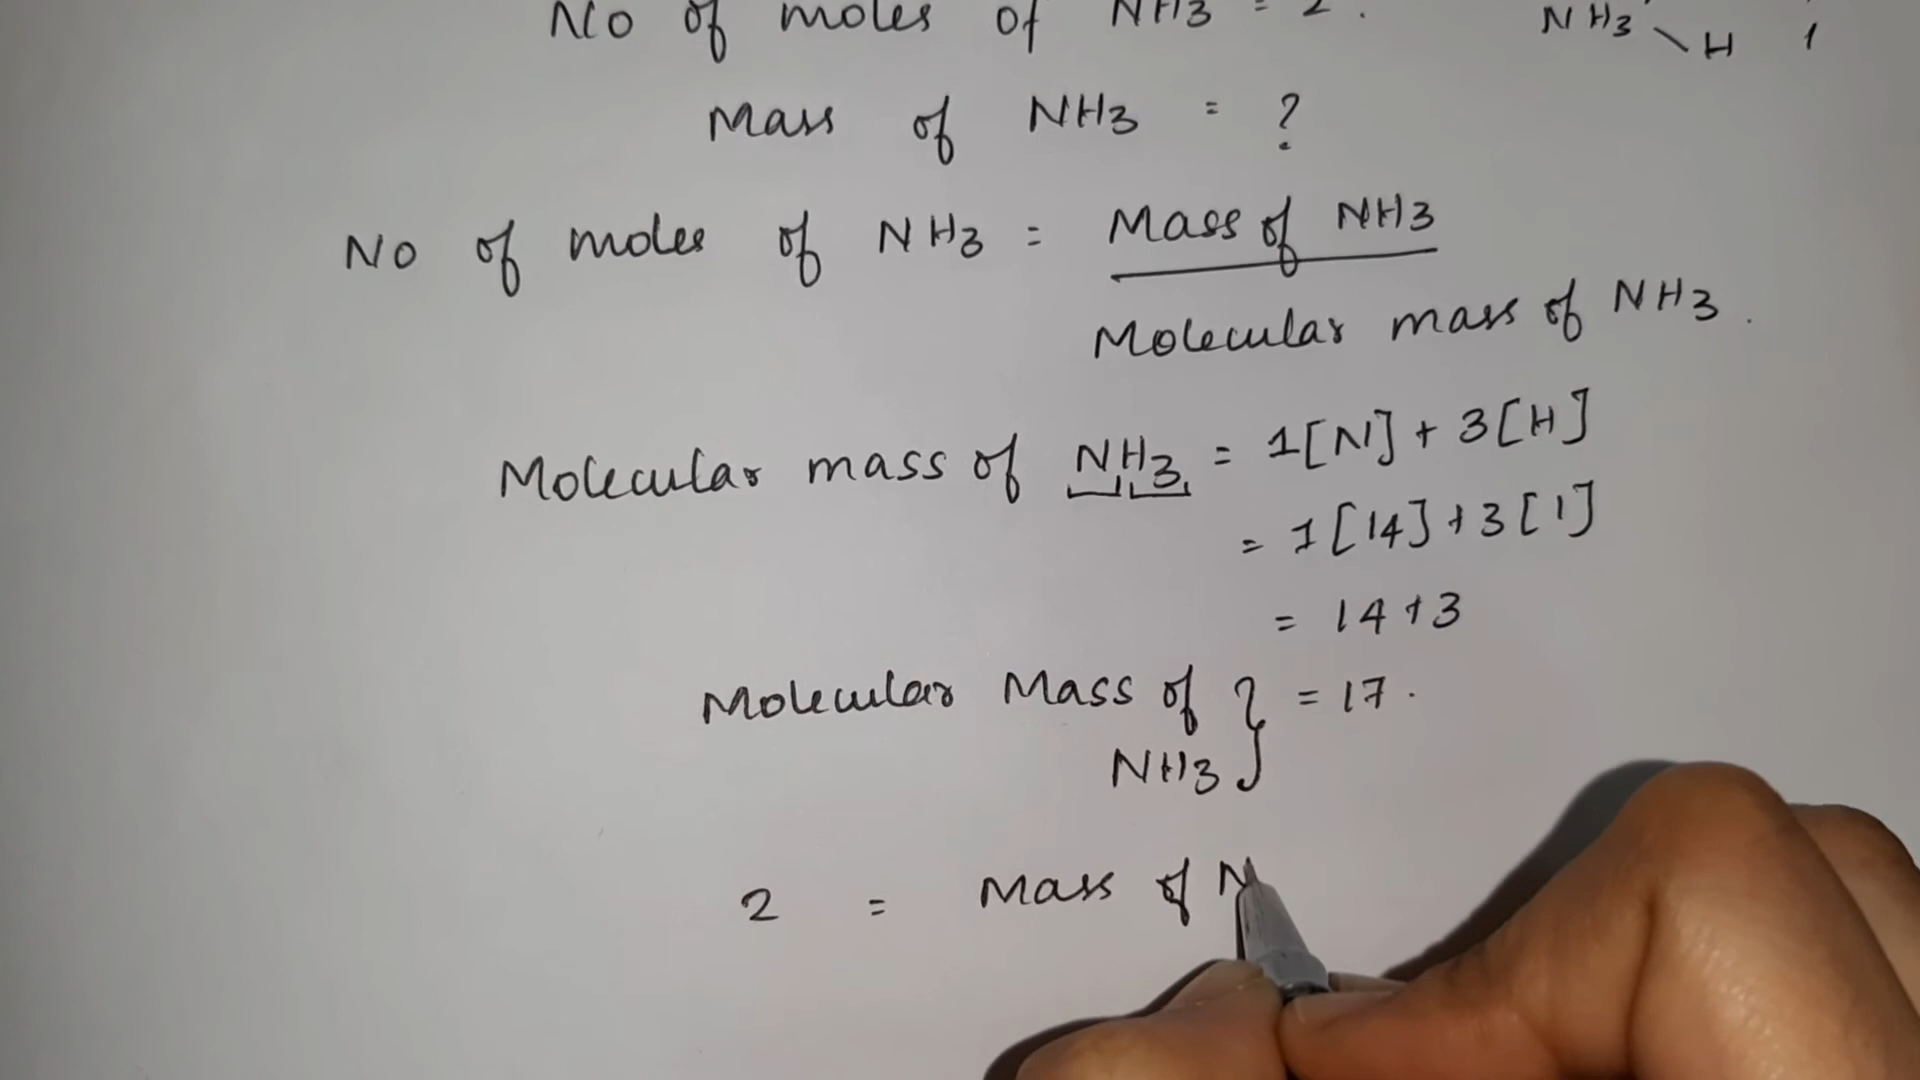 No of moles of NH3 = 2.
NH3 H 1
Mass of NH3 = ?
No of moles of NH3 = Mass of NH3
Molecular mass of NH3.
Molecular mass of NH3 = 1[N] + 3[H]
= 1[14] + 3[1]
= 14 + 3
Molecular Mass of } = 17.
NH3
2 = Mass of N